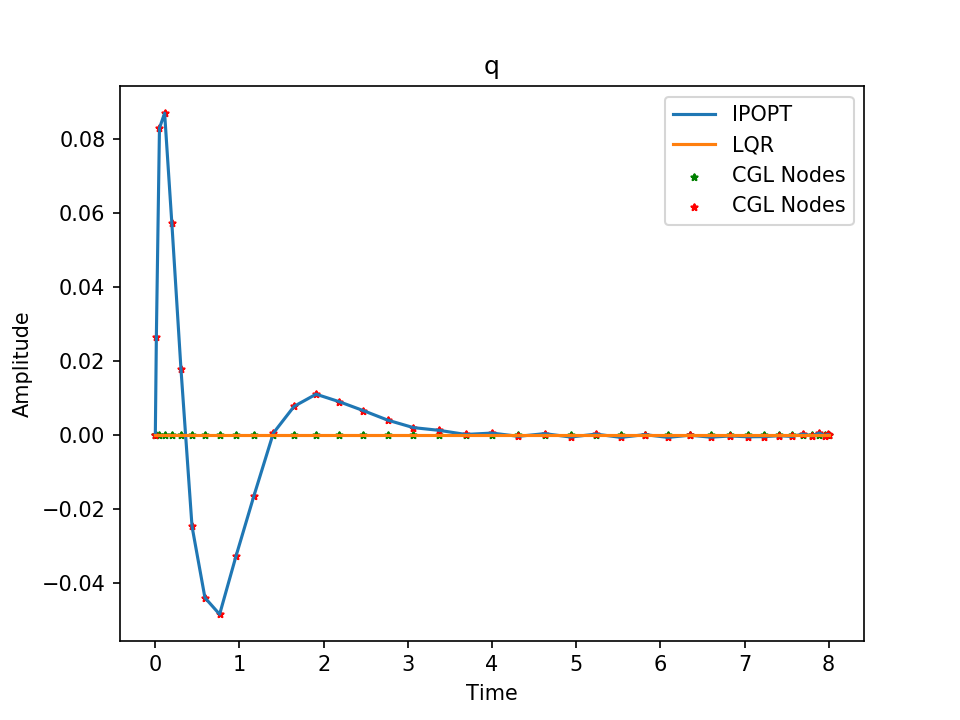 q
IPOPT
LQR
CGL Nodes
CGL Nodes
Amplitude
0.08
0.06
0.04
0.02
0.00
−0.02
−0.04
0 1 2 3 4 5 6 7 8
Time